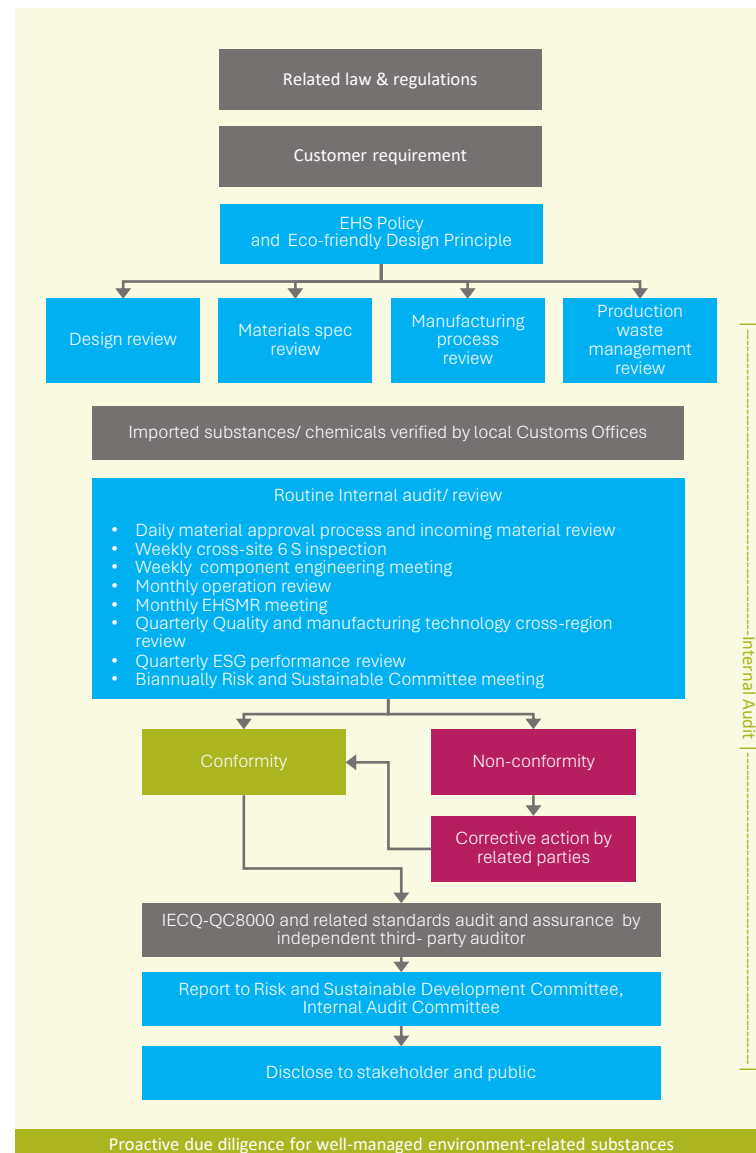 Related law & regulations
Customer requirement
EHS Policy
and Eco-friendly Design Principle
Design review
Materials spec
review
Manufacturing
process
review
Production
waste
management
review
Imported substances/ chemicals verified by local Customs Offices
Routine Internal audit/ review
• Daily material approval process and incoming material review
• Weekly cross-site 6 S inspection
• Weekly component engineering meeting
• Monthly operation review
• Monthly EHSMR meeting
• Quarterly Quality and manufacturing technology cross-region
review
• Quarterly ESG performance review
• Biannually Risk and Sustainable Committee meeting
Internal Audit
Conformity
Non-conformity
Corrective action by
related parties
IECQ-QC8000 and related standards audit and assurance by
independent third- party auditor
Report to Risk and Sustainable Development Committee,
Internal Audit Committee
Disclose to stakeholder and public
Proactive due diligence for well-managed environment-related substances